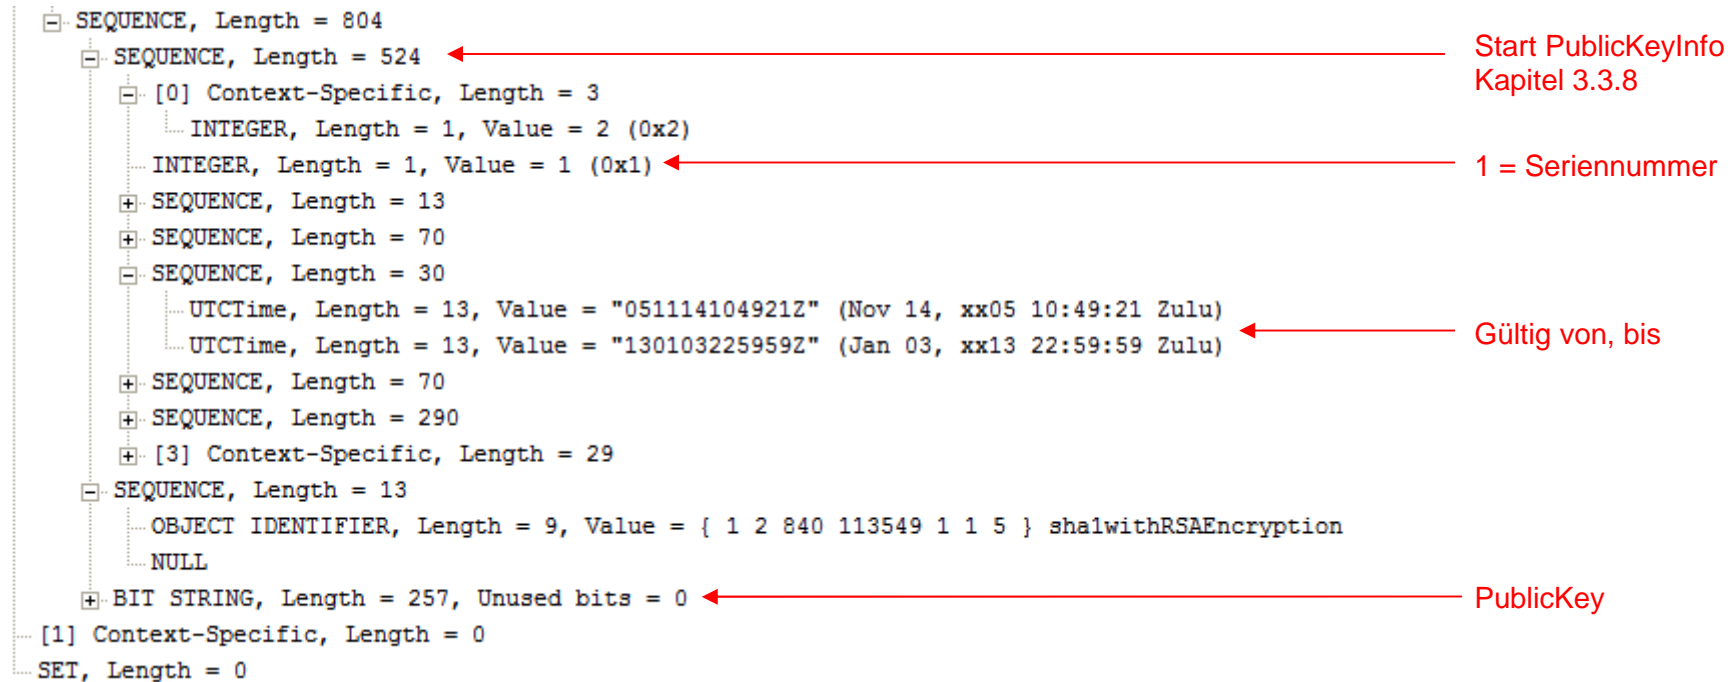 SEQUENCE, Length = 804
SEQUENCE, Length = 524
Start PublicKeyInfo
Kapitel 3.3.8
[0] Context-Specific, Length = 3
INTEGER, Length = 1, Value = 2 (0x2)
INTEGER, Length = 1, Value = 1 (0x1)
1 = Seriennummer
SEQUENCE, Length = 13
SEQUENCE, Length = 70
SEQUENCE, Length = 30
UTCTime, Length = 13, Value = "051114104921Z" (Nov 14, xx05 10:49:21 Zulu)
UTCTime, Length = 13, Value = "130103225959Z" (Jan 03, xx13 22:59:59 Zulu)
Gültig von, bis
SEQUENCE, Length = 70
SEQUENCE, Length = 290
[3] Context-Specific, Length = 29
SEQUENCE, Length = 13
OBJECT IDENTIFIER, Length = 9, Value = { 1 2 840 113549 1 1 5 } sha1withRSAEncryption
NULL
BIT STRING, Length = 257, Unused bits = 0
PublicKey
[1] Context-Specific, Length = 0
SET, Length = 0